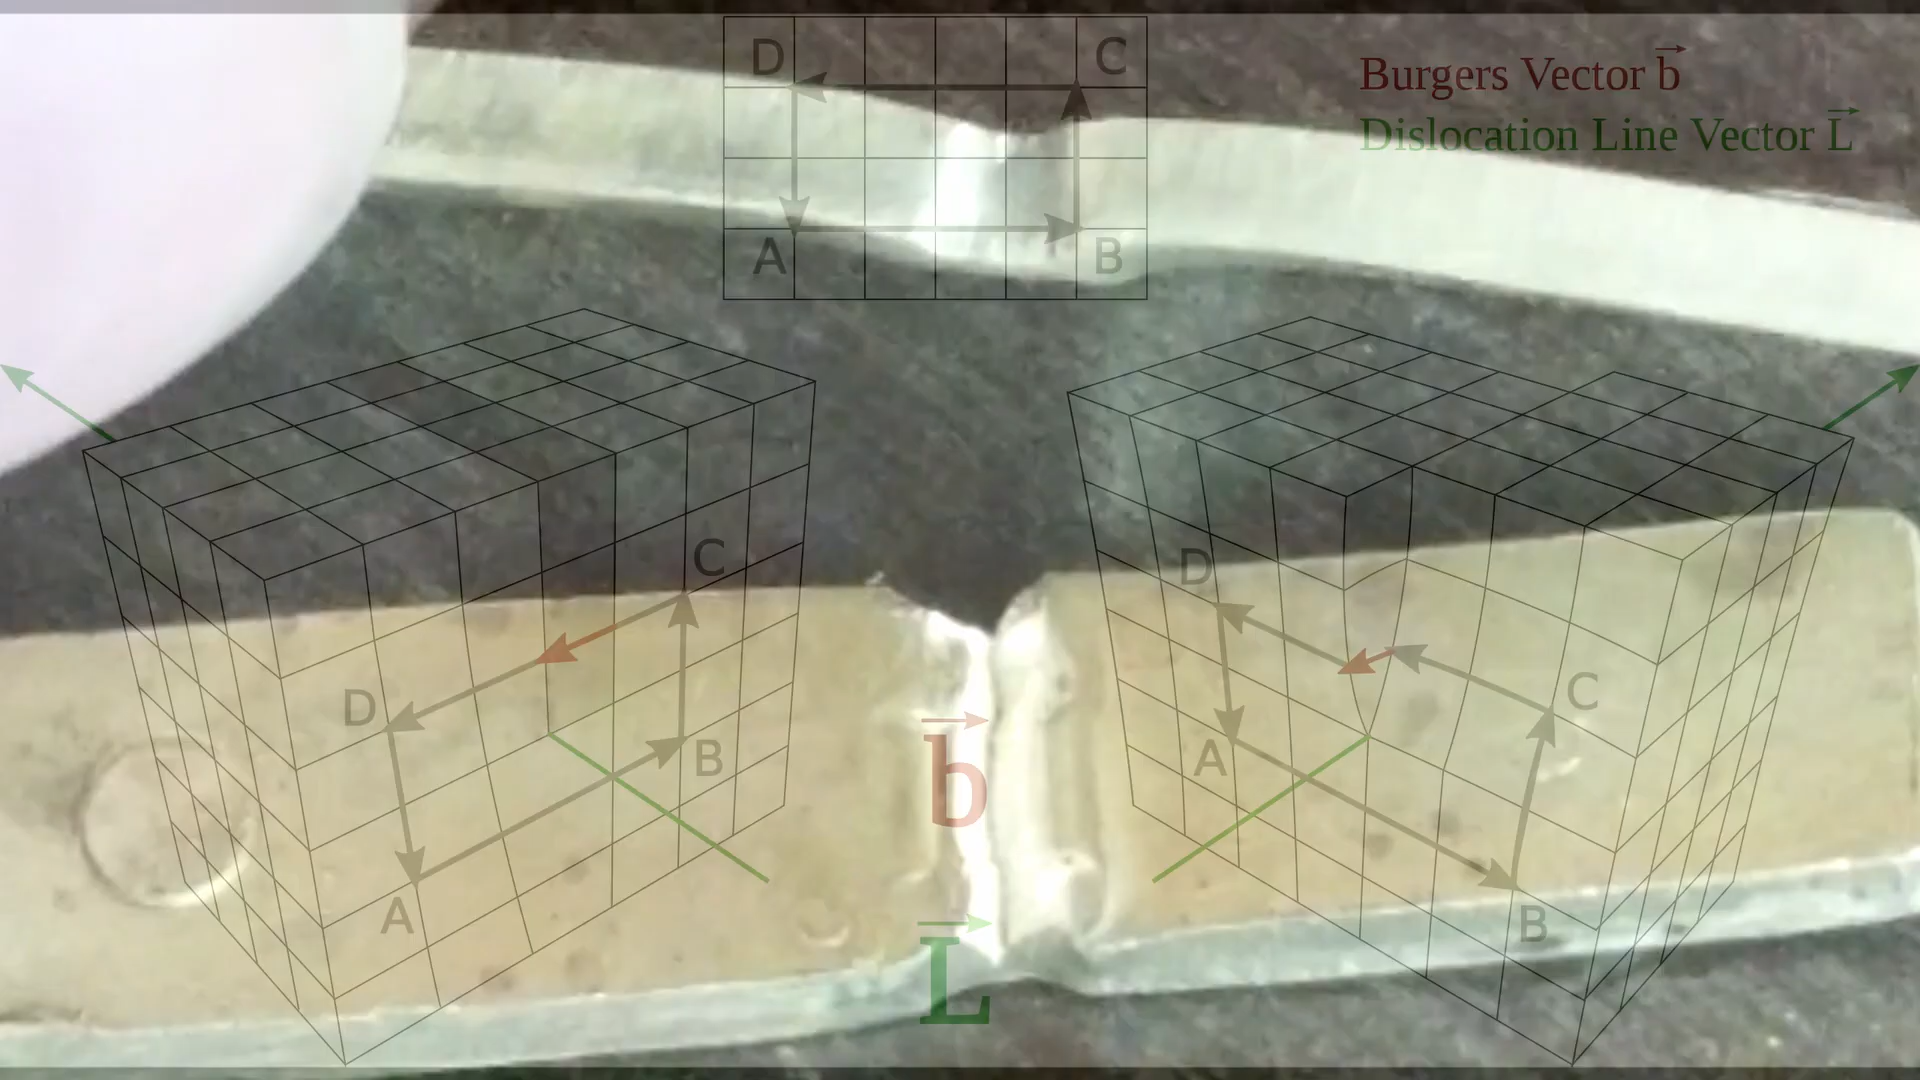 D C
Burgers Vector b
Dislocation Line Vector L
A B
C
D
B
A
D
C
A
B
b
L